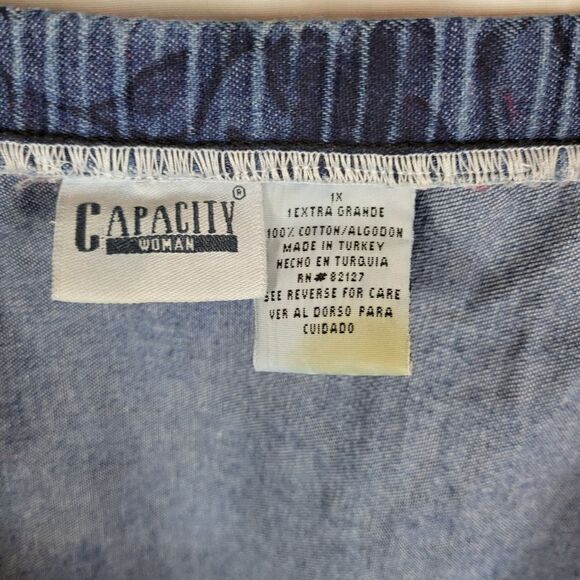 CAPACITY®
WOMAN
1X
1EXTRA GRANDE
100% COTTON/ALGODON
MADE IN TURKEY
HECHO EN TURQUIA
RN# 82127
SEE REVERSE FOR CARE
VER AL DORSO PARA
CUIDADO